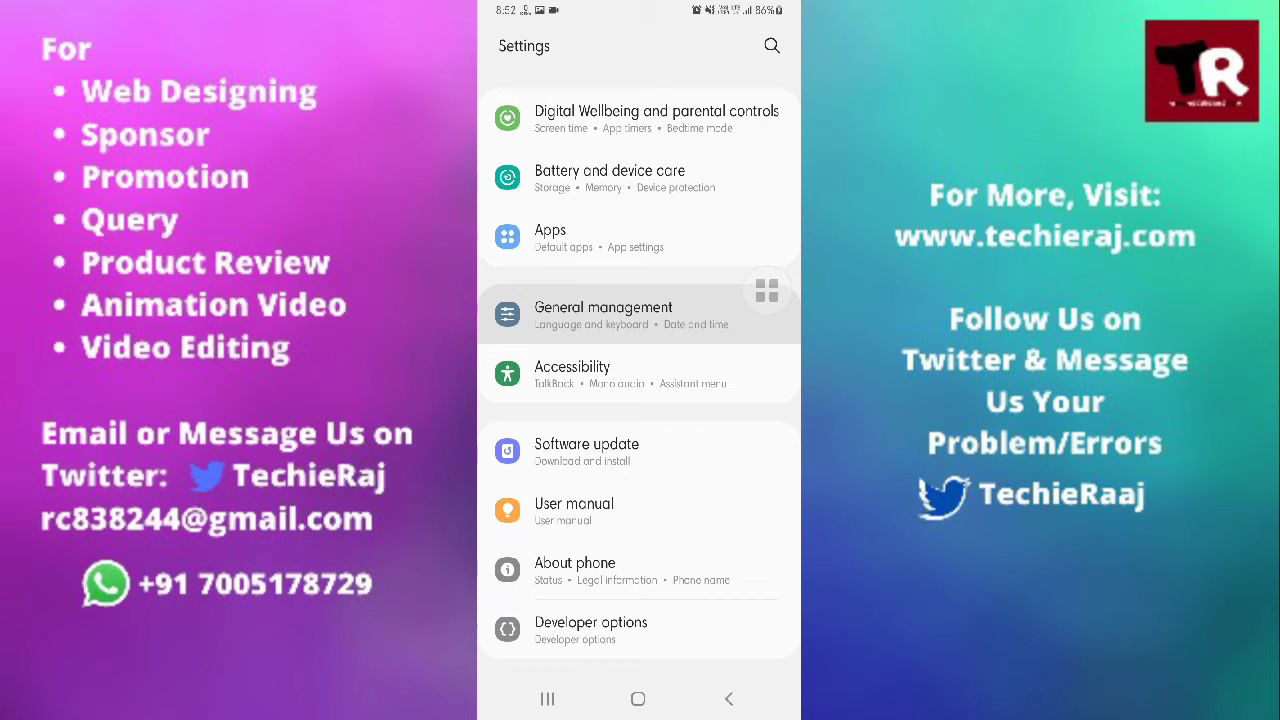 For
• Web Designing
• Sponsor
• Promotion
• Query
• Product Review
• Animation Video
• Video Editing
Email or Message Us on
Twitter: TechieRaj
rc838244@gmail.com
+91 7005178729
8:52
86%
Settings
Digital Wellbeing and parental controls
Screen time • App timers • Bedtime mode
Battery and device care
Storage • Memory • Device protection
Apps
Default apps • App settings
General management
Language and keyboard • Date and time
Accessibility
TalkBack • Mono audio • Assistant menu
Software update
Download and install
User manual
User manual
About phone
Status • Legal information • Phone name
Developer options
Developer options
TR
For More, Visit:
www.techieraj.com
Follow Us on
Twitter & Message
Us Your
Problem/Errors
TechieRaaj